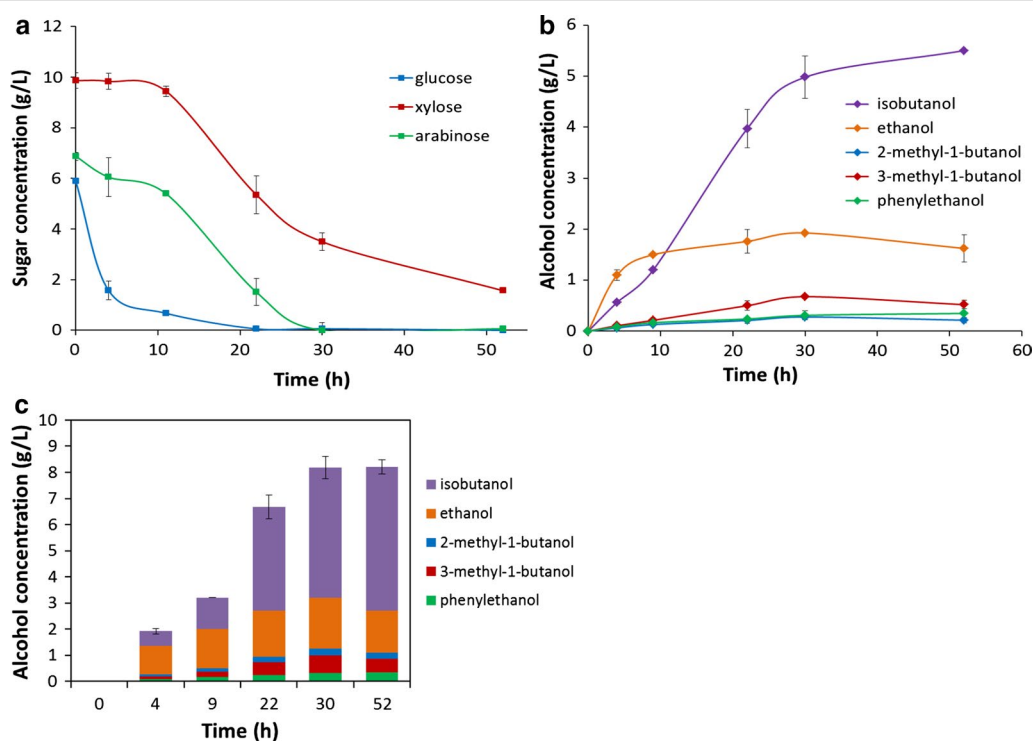 a
12
10
8
6
4
2
0
Sugar concentration (g/L)
glucose
xylose
arabinose
0 10 20 30 40 50
Time (h)
b
6
5
4
3
2
1
0
Alcohol concentration (g/L)
isobutanol
ethanol
2-methyl-1-butanol
3-methyl-1-butanol
phenylethanol
0 10 20 30 40 50 60
Time (h)
c
10
9
8
7
6
5
4
3
2
1
0
Alcohol concentration (g/L)
isobutanol
ethanol
2-methyl-1-butanol
3-methyl-1-butanol
phenylethanol
0 4 9 22 30 52
Time (h)